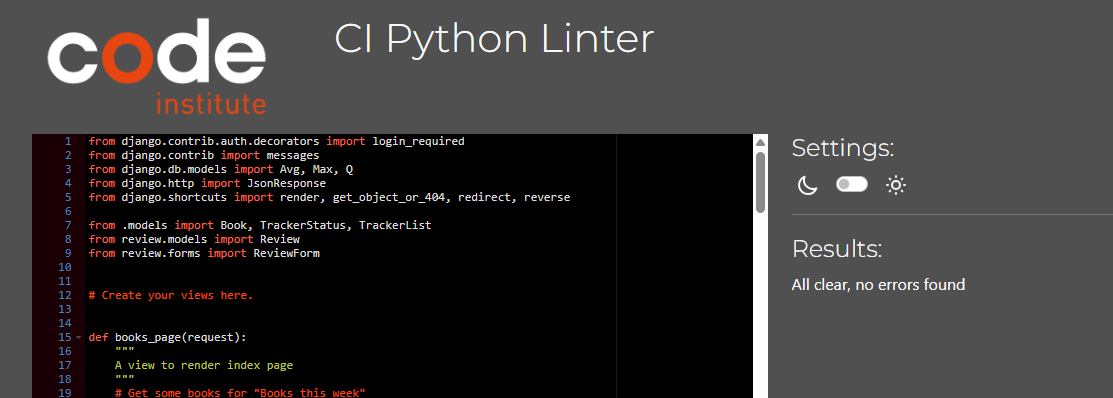 code
institute
CI Python Linter
1 from django.contrib.auth.decorators import login_required
2 from django.contrib import messages
3 from django.db.models import Avg, Max, Q
4 from django.http import JsonResponse
5 from django.shortcuts import render, get_object_or_404, redirect, reverse
6
7 from .models import Book, TrackerStatus, TrackerList
8 from review.models import Review
9 from review.forms import ReviewForm
10
11
12 # Create your views here.
13
14
15 def books_page(request):
16     """
17     A view to render index page
18     """
19     # Get some books for "Books this week"
Settings:
Results:
All clear, no errors found